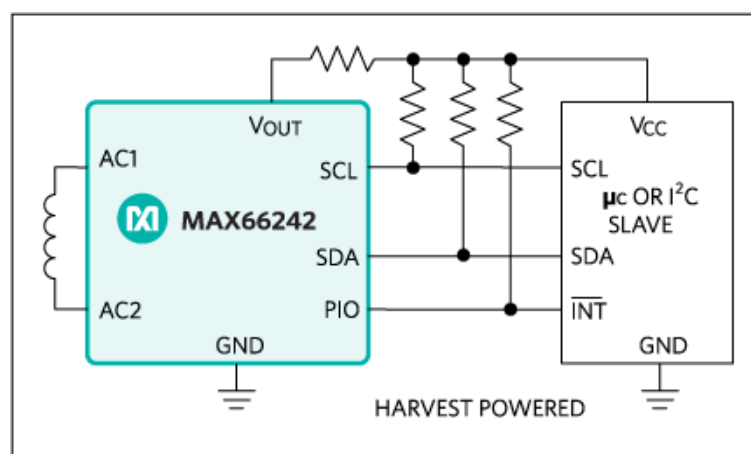 VOUT
VCC
AC1
SCL
SCL
MAX66242
µc OR I²C
SLAVE
SDA
SDA
AC2
PIO
INT
GND
GND
HARVEST POWERED